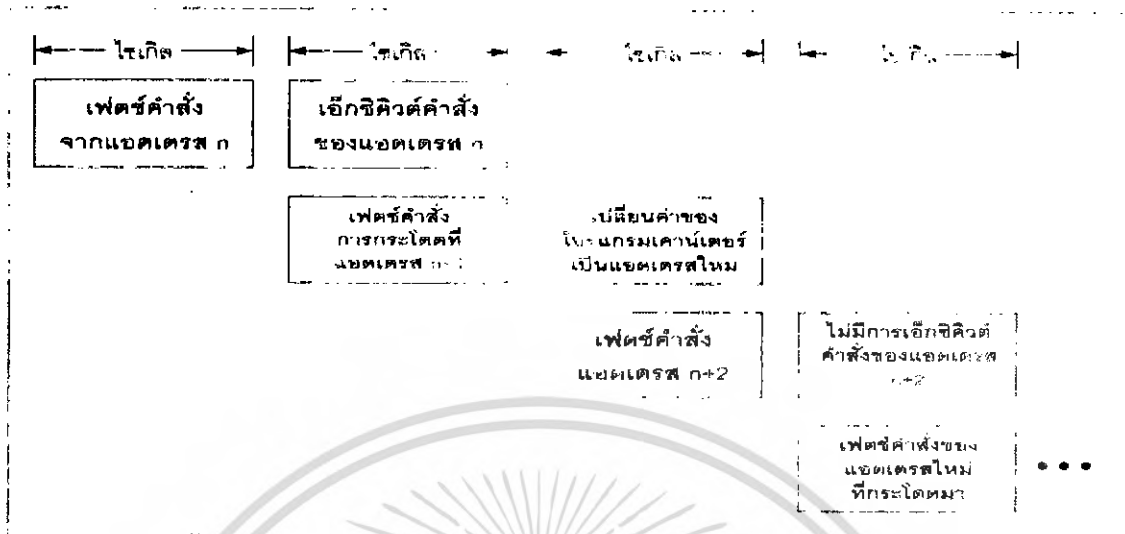 ไซเกิล ไซเกิล ไซเกิล
เฟตช์คำสั่ง
จากแอดเดรส n
เอ็กซิคิวต์คำสั่ง
ของแอดเดรส n
เฟตช์คำสั่ง
การกระโดดที่
แอดเดรส
เปลี่ยนค่าของ
โปรแกรมเคาน์เตอร์
เป็นแอดเดรสใหม่
เฟตช์คำสั่ง
แอดเดรส n+2
ไม่มีการเอ็กซิคิวต์
คำสั่งของแอดเดรส
n+2
เฟตช์คำสั่งของ
แอดเดรสใหม่
ที่กระโดดมา
• • •